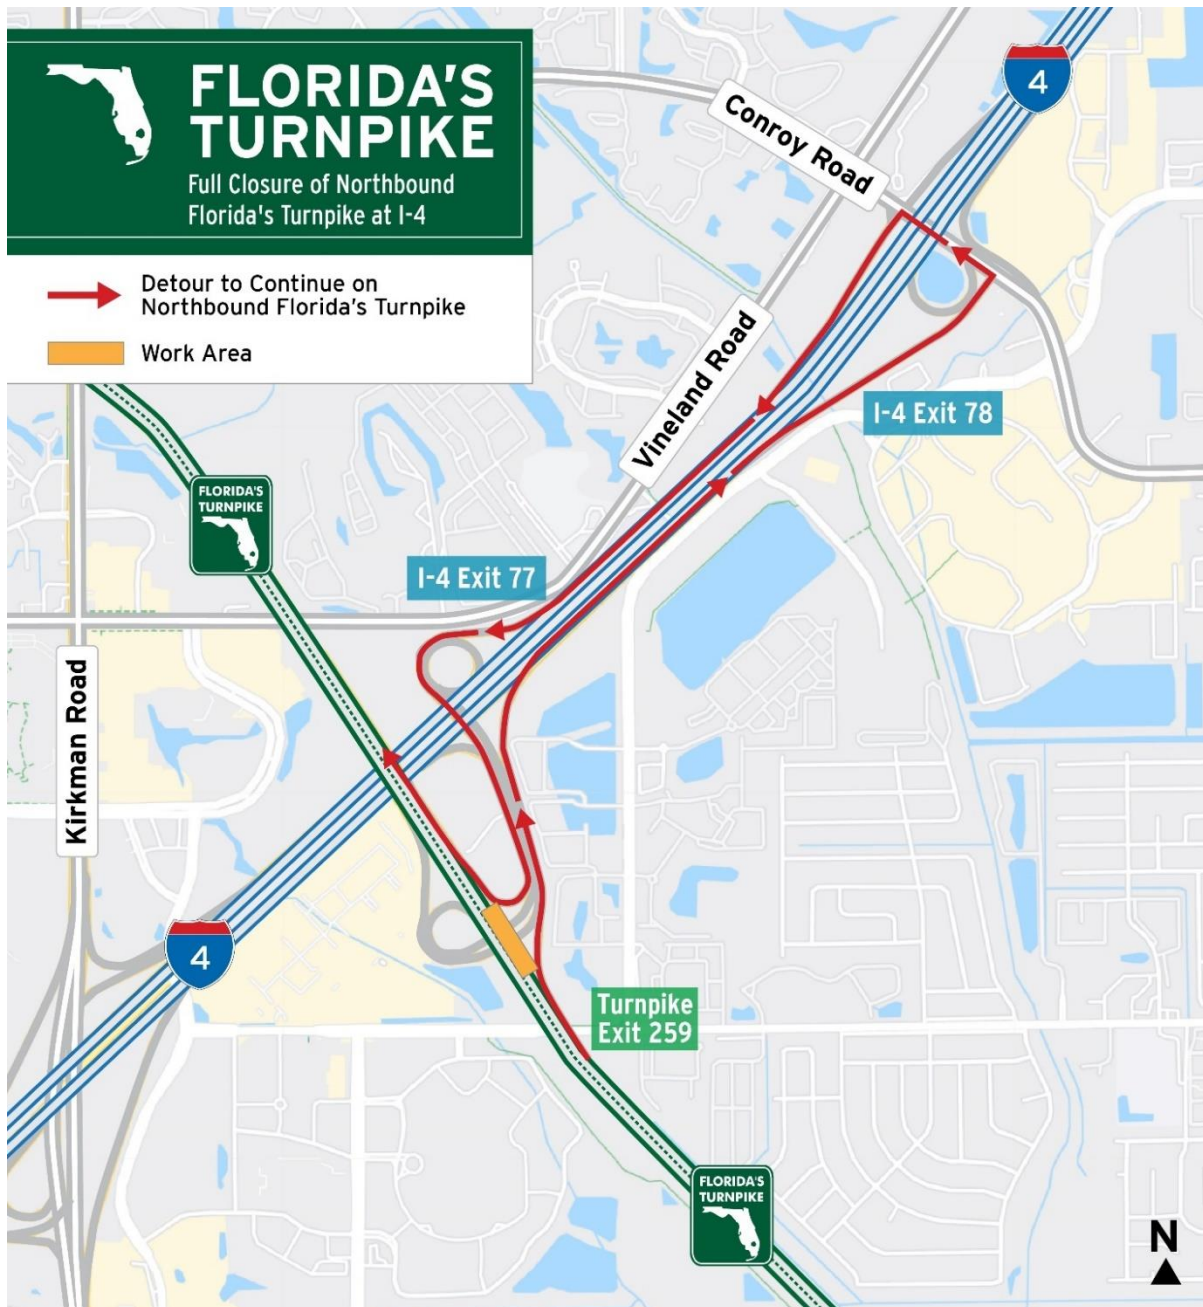 FLORIDA'S
TURNPIKE
Full Closure of Northbound
Florida's Turnpike at I-4
Detour to Continue on
Northbound Florida's Turnpike
Work Area
4
Conroy Road
Vineland Road
I-4 Exit 78
FLORIDA'S
TURNPIKE
I-4 Exit 77
Kirkman Road
4
Turnpike
Exit 259
FLORIDA'S
TURNPIKE
N